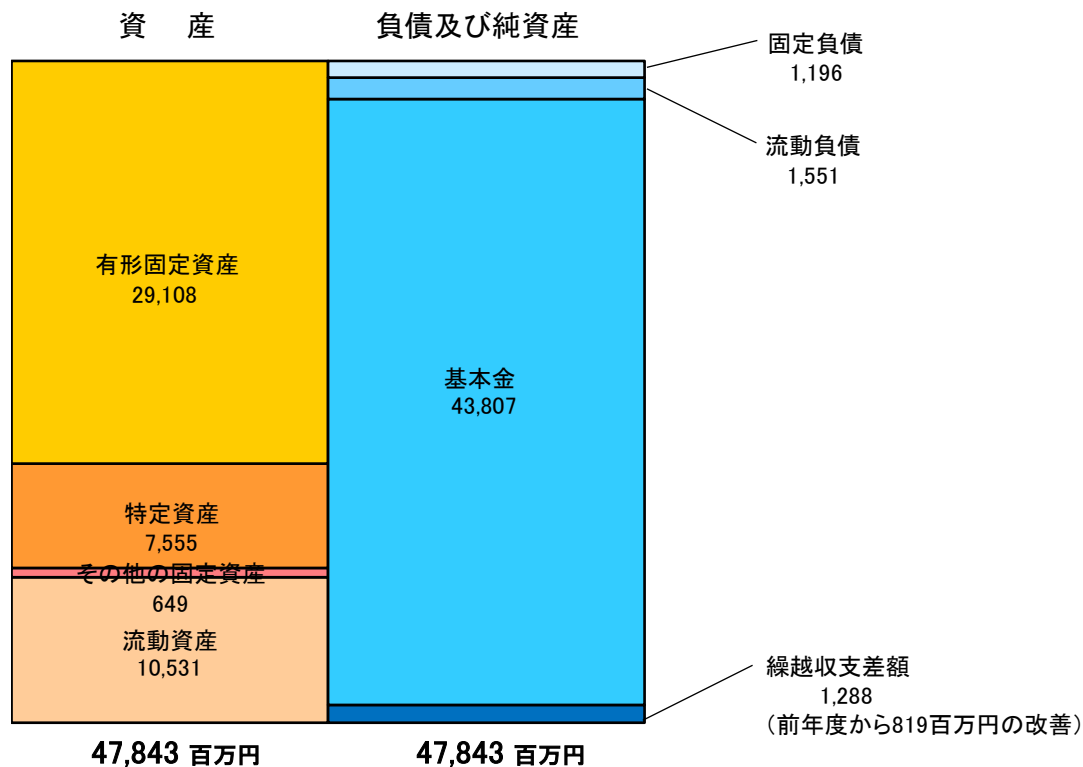 資　産
負債及び純資産
固定負債
1,196
流動負債
1,551
有形固定資産
29,108
基本金
43,807
特定資産
7,555
その他の固定資産
649
流動資産
10,531
繰越収支差額
1,288
（前年度から819百万円の改善）
47,843 百万円
47,843 百万円